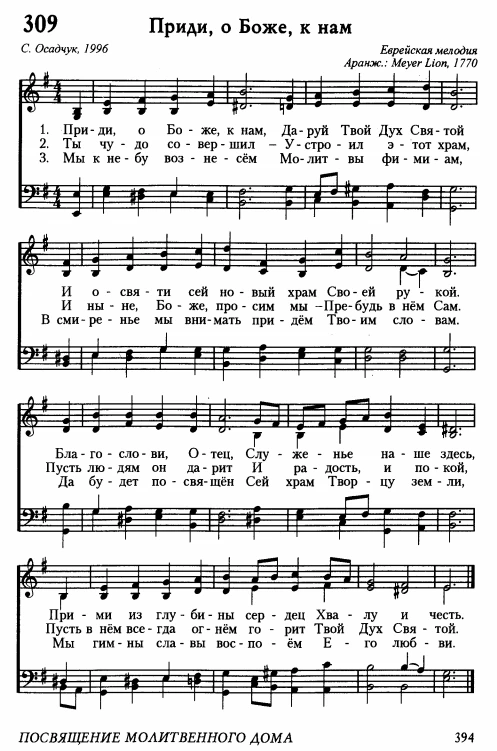 309 Приди, о Боже, к нам
С. Осадчук, 1996 Еврейская мелодия
Аранж.: Meyer Lion, 1770
1. При - ди, о Бо - же, к нам, Да - руй Твой Дух Свя - той
2. Ты чу - до со - вер - шил – У - стро - ил э - тот храм,
3. Мы к не - бу воз - не - сём Мо - лит - вы фи - ми - ам,
И о - свя - ти сей но - вый храм Сво - ей ру - кой.
И ны - не, Бо - же, про - сим мы – Пре - будь в нём Сам.
В сми - ре - нье мы вни - мать при - дём Тво - им сло - вам.
Бла - го - сло - ви, О - тец, Слу - же - нье на - ше здесь,
Пусть лю - дям он да - рит И ра - дость, и по - кой,
Да бу - дет по - свя - щён Сей храм Твор - цу зем - ли,
При - ми из глу - би - ны сер - дец Хва - лу и честь.
Пусть в нём все - гда ог - нём го - рит Твой Дух Свя - той.
Мы гим - ны сла - вы вос - по - ём Е - го люб - ви.
ПОСВЯЩЕНИЕ МОЛИТВЕННОГО ДОМА 394